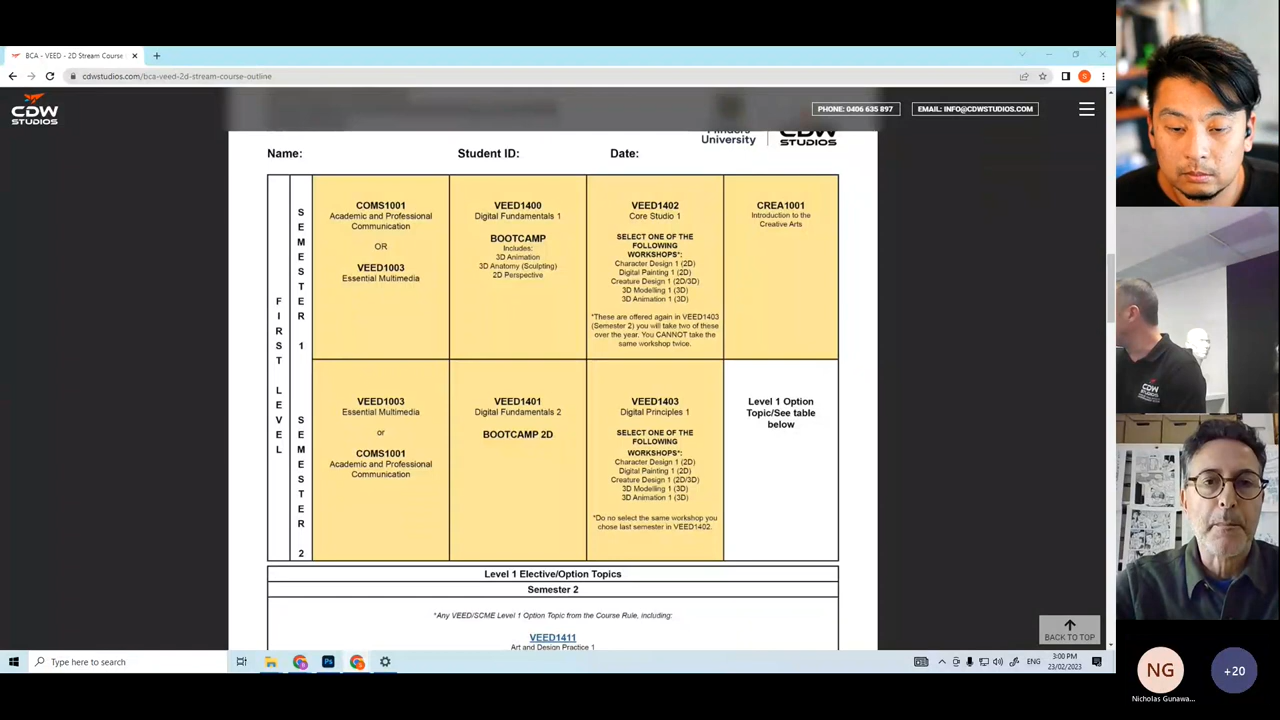 BCA - VEED - 2D Stream Course
cdwstudios.com/bca-veed-2d-stream-course-outline
CDW
STUDIOS
PHONE: 0406 635 897
EMAIL: INFO@CDWSTUDIOS.COM
Flinders
University
CDW
STUDIOS
Name:
Student ID:
Date:
FIRST LEVEL
SEMESTER 1
COMS1001
Academic and Professional
Communication
OR
VEED1003
Essential Multimedia
VEED1400
Digital Fundamentals 1
BOOTCAMP
Includes:
3D Animation
3D Anatomy (Sculpting)
2D Perspective
VEED1402
Core Studio 1
SELECT ONE OF THE
FOLLOWING
WORKSHOPS*:
Character Design 1 (2D)
Digital Painting 1 (2D)
Creature Design 1 (2D/3D)
3D Modelling 1 (3D)
3D Animation 1 (3D)
*These are offered again in VEED1403
(Semester 2) you will take two of these
over the year. You CANNOT take the
same workshop twice.
CREA1001
Introduction to the
Creative Arts
SEMESTER 2
VEED1003
Essential Multimedia
or
COMS1001
Academic and Professional
Communication
VEED1401
Digital Fundamentals 2
BOOTCAMP 2D
VEED1403
Digital Principles 1
SELECT ONE OF THE
FOLLOWING
WORKSHOPS*:
Character Design 1 (2D)
Digital Painting 1 (2D)
Creature Design 1 (2D/3D)
3D Modelling 1 (3D)
3D Animation 1 (3D)
*Do no select the same workshop you
chose last semester in VEED1402.
Level 1 Option
Topic/See table
below
Level 1 Elective/Option Topics
Semester 2
*Any VEED/SCME Level 1 Option Topic from the Course Rule, including:
VEED1411
Art and Design Practice 1
BACK TO TOP
Type here to search
ENG
3:00 PM
23/02/2023
S
CDW
NG
Nicholas Gunawa...
+20